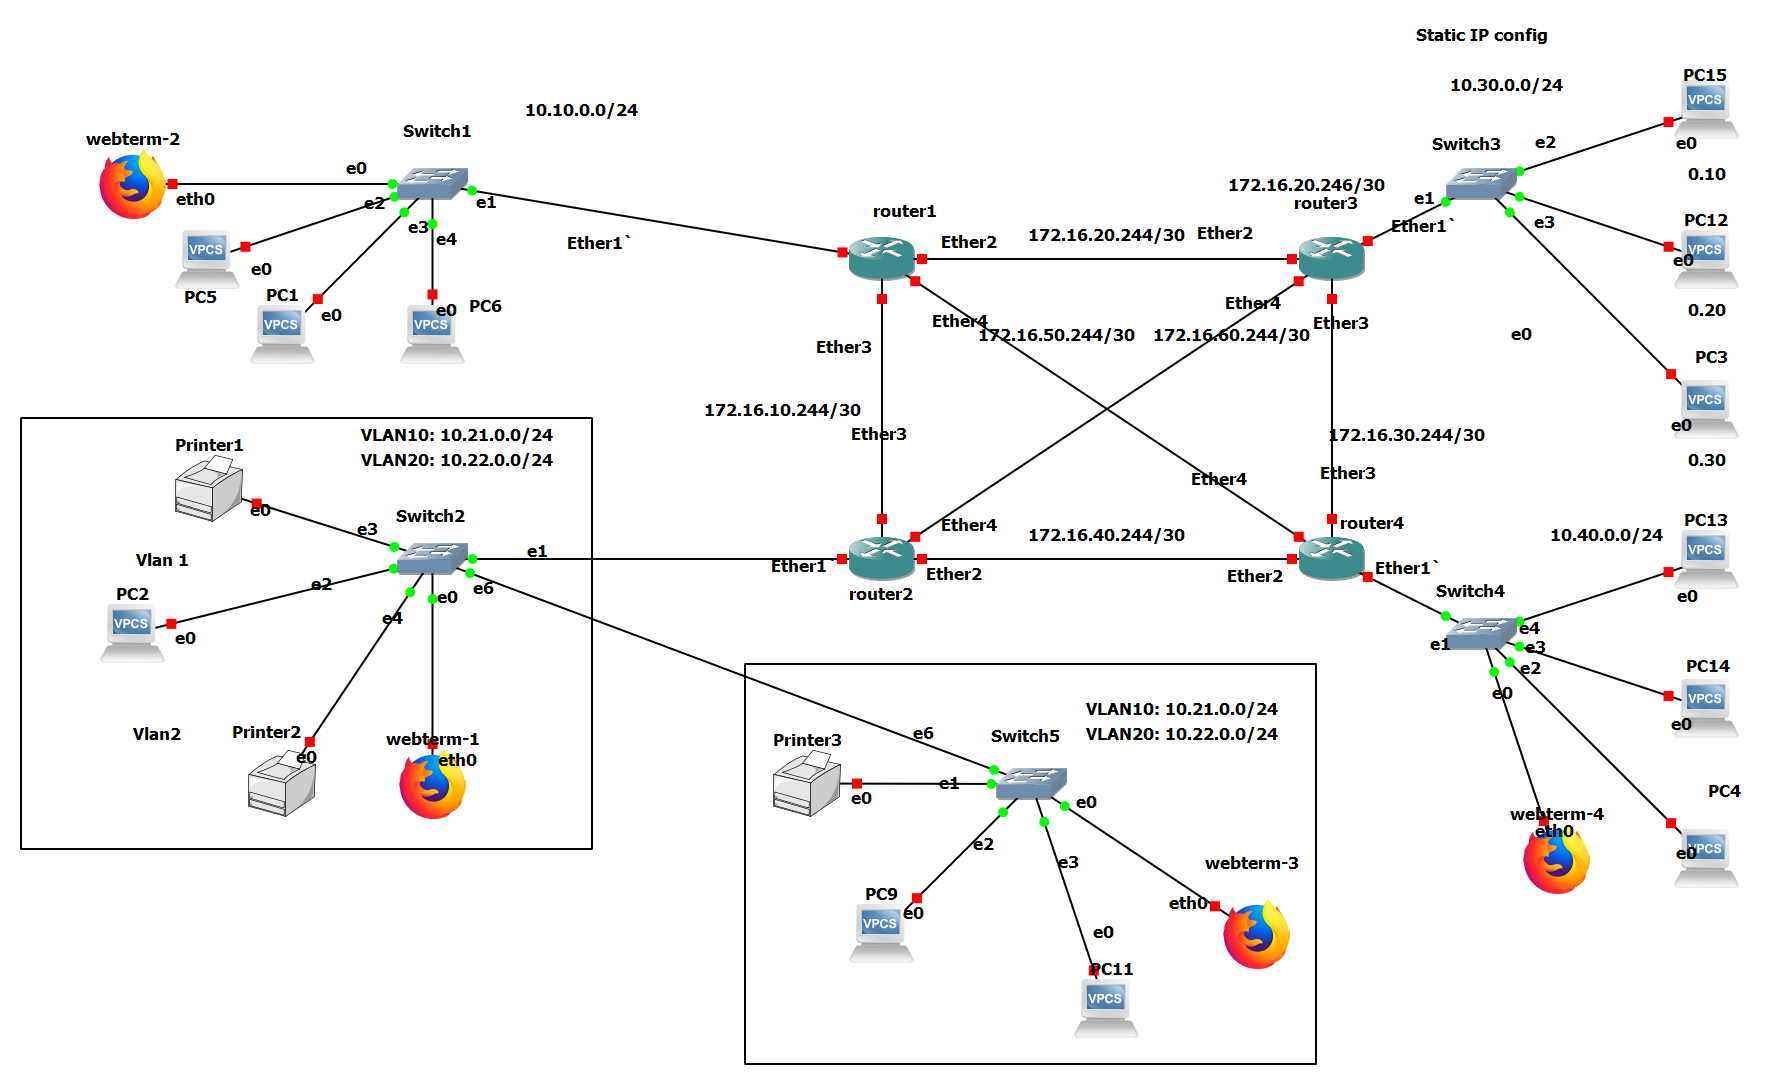 Static IP config
10.30.0.0/24
PC15
VPCS
e0
0.10
10.10.0.0/24
Switch1
webterm-2
e0
eth0
e2
e3
e4
e1
Ether1`
VPCS
e0
PC5
PC1
VPCS
e0
PC6
VPCS
e0
Switch3
e2
e1
e3
172.16.20.246/30
router3
Ether1`
PC12
VPCS
e0
0.20
e0
PC3
VPCS
e0
0.30
router1
Ether2
172.16.20.244/30
Ether2
Ether4
Ether4
Ether3
172.16.50.244/30
172.16.60.244/30
Ether3
172.16.10.244/30
Ether3
172.16.30.244/30
Ether3
Ether4
Ether4
router4
172.16.40.244/30
Ether1`
Ether2
router2
Ether2
Ether1`
VLAN10: 10.21.0.0/24
VLAN20: 10.22.0.0/24
Printer1
e0
e3
Switch2
e1
Vlan 1
e2
e0
e6
e4
PC2
VPCS
e0
Vlan2
Printer2
e0
webterm-1
eth0
10.40.0.0/24
PC13
VPCS
e0
Switch4
e4
e1
e3
e2
e0
PC14
VPCS
e0
PC4
VPCS
e0
webterm-4
eth0
VLAN10: 10.21.0.0/24
VLAN20: 10.22.0.0/24
e6
Switch5
Printer3
e0
e1
e0
e2
e3
PC9
VPCS
e0
webterm-3
eth0
e0
PC11
VPCS